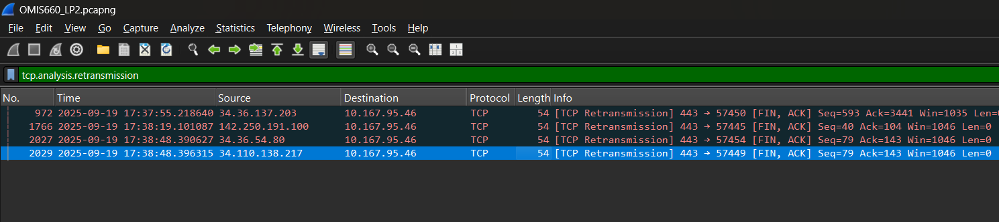 OMIS660_LP2.pcapng
File Edit View Go Capture Analyze Statistics Telephony Wireless Tools Help
tcp.analysis.retransmission
No. Time Source Destination Protocol Length Info
972 2025-09-19 17:37:55.218640 34.36.137.203 10.167.95.46 TCP 54 [TCP Retransmission] 443 → 57450 [FIN, ACK] Seq=593 Ack=3441 Win=1035 Len=
1766 2025-09-19 17:38:19.101087 142.250.191.100 10.167.95.46 TCP 54 [TCP Retransmission] 443 → 57445 [FIN, ACK] Seq=40 Ack=104 Win=1046 Len=0
2027 2025-09-19 17:38:48.390627 34.36.54.80 10.167.95.46 TCP 54 [TCP Retransmission] 443 → 57454 [FIN, ACK] Seq=79 Ack=143 Win=1046 Len=0
2029 2025-09-19 17:38:48.396315 34.110.138.217 10.167.95.46 TCP 54 [TCP Retransmission] 443 → 57449 [FIN, ACK] Seq=79 Ack=143 Win=1046 Len=0